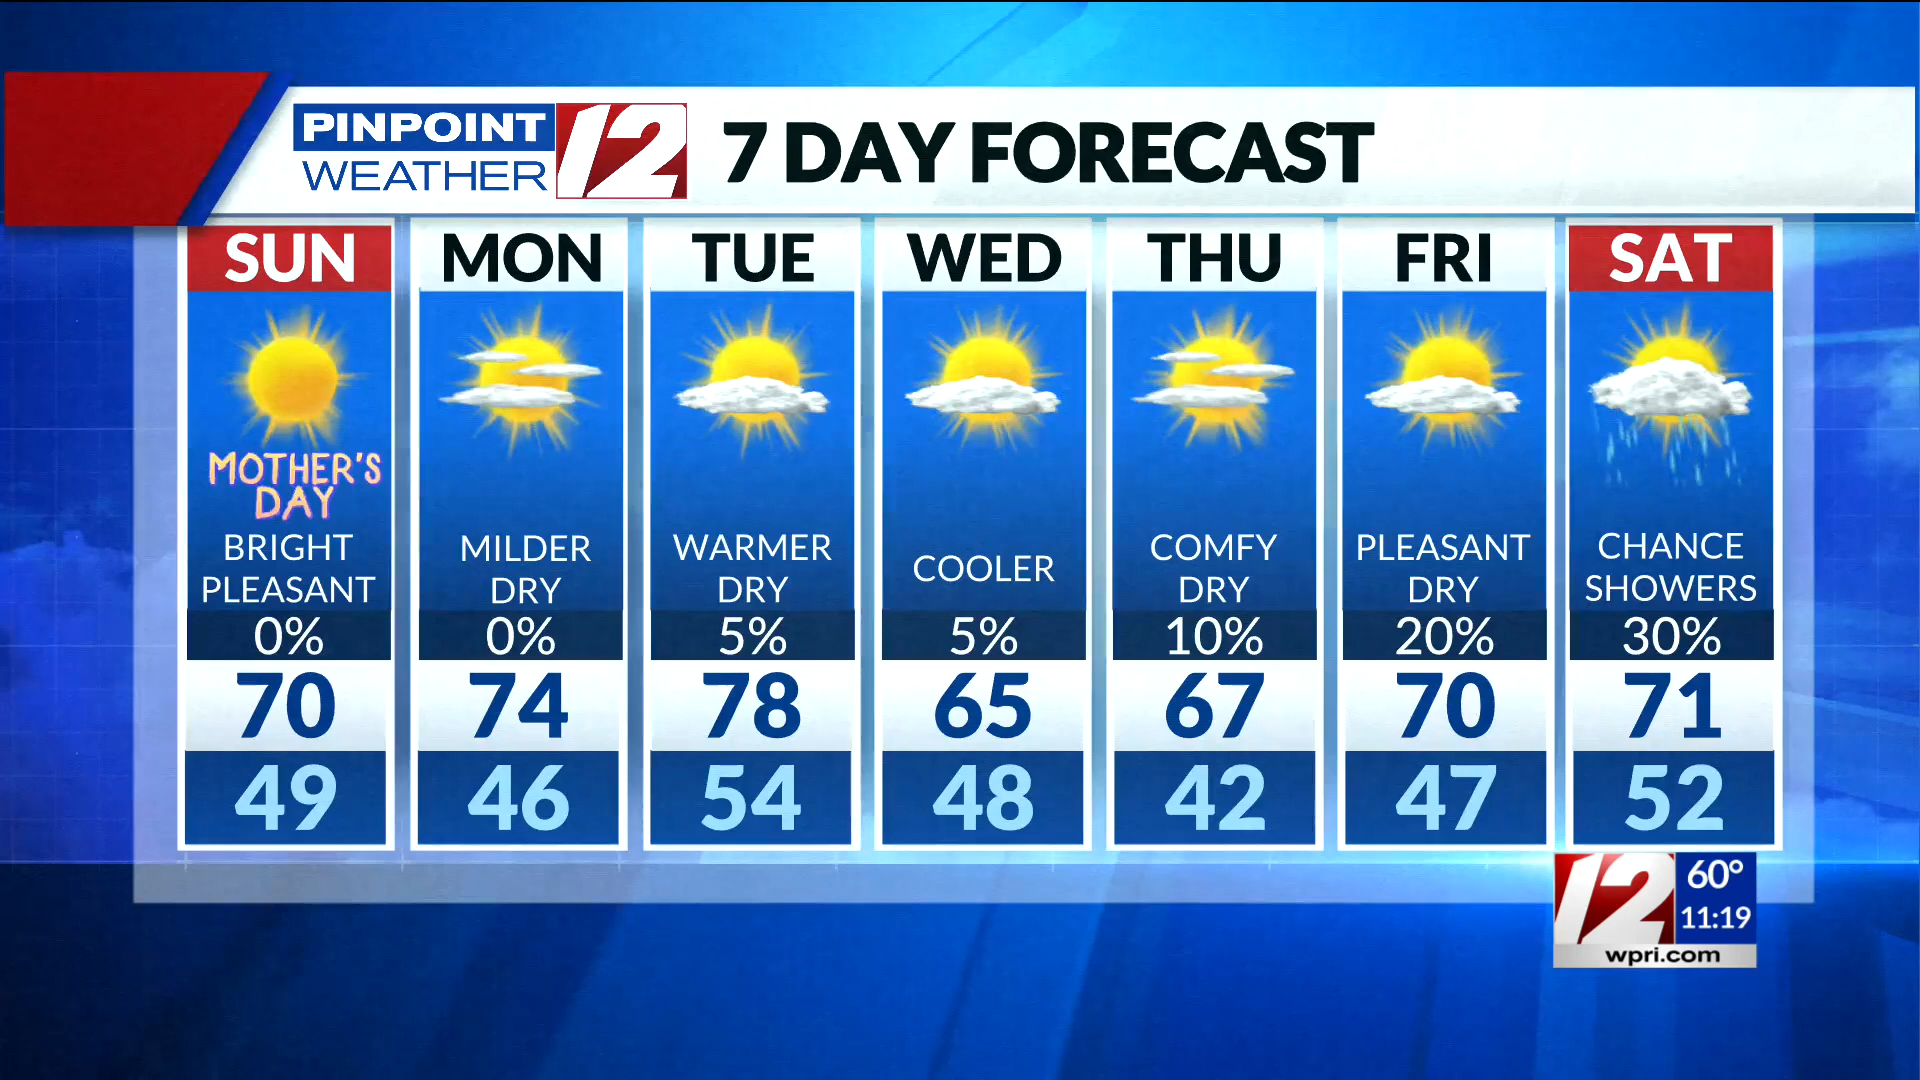 PINPOINT
WEATHER
12
7 DAY FORECAST
SUN
MOTHER'S
DAY
BRIGHT
PLEASANT
0%
70
49
MON
MILDER
DRY
0%
74
46
TUE
WARMER
DRY
5%
78
54
WED
COOLER
5%
65
48
THU
COMFY
DRY
10%
67
42
FRI
PLEASANT
DRY
20%
70
47
SAT
CHANCE
SHOWERS
30%
71
52
12
60°
11:19
wpri.com